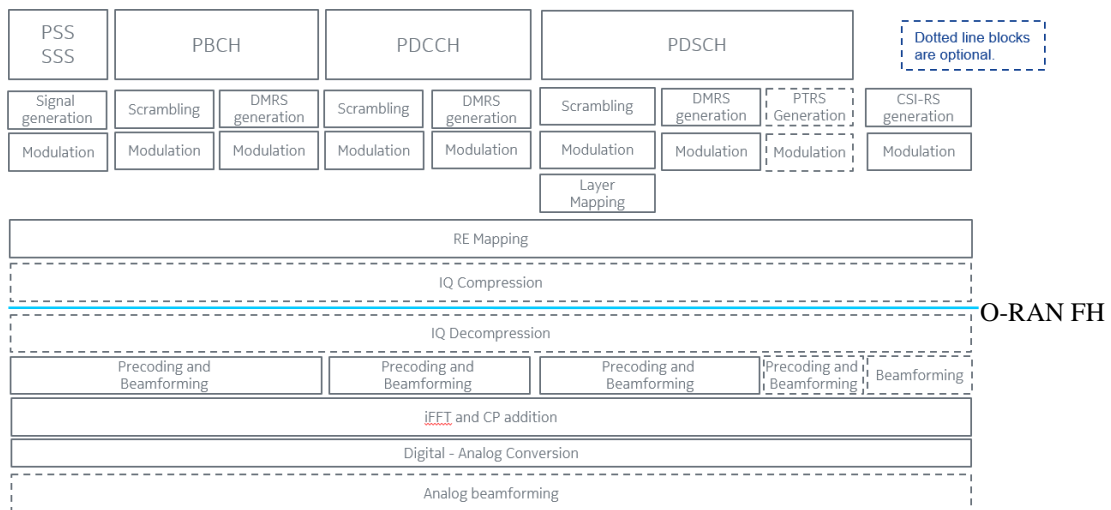 PSS
SSS
PBCH
PDCCH
PDSCH
Dotted line blocks
are optional.
Signal
generation
Scrambling
DMRS
generation
Scrambling
DMRS
generation
Scrambling
DMRS
generation
PTRS
Generation
CSI-RS
generation
Modulation
Modulation
Modulation
Modulation
Modulation
Modulation
Modulation
Modulation
Modulation
Layer
Mapping
RE Mapping
IQ Compression
O-RAN FH
IQ Decompression
Precoding and
Beamforming
Precoding and
Beamforming
Precoding and
Beamforming
Precoding and
Beamforming
Beamforming
iFFT and CP addition
Digital - Analog Conversion
Analog beamforming